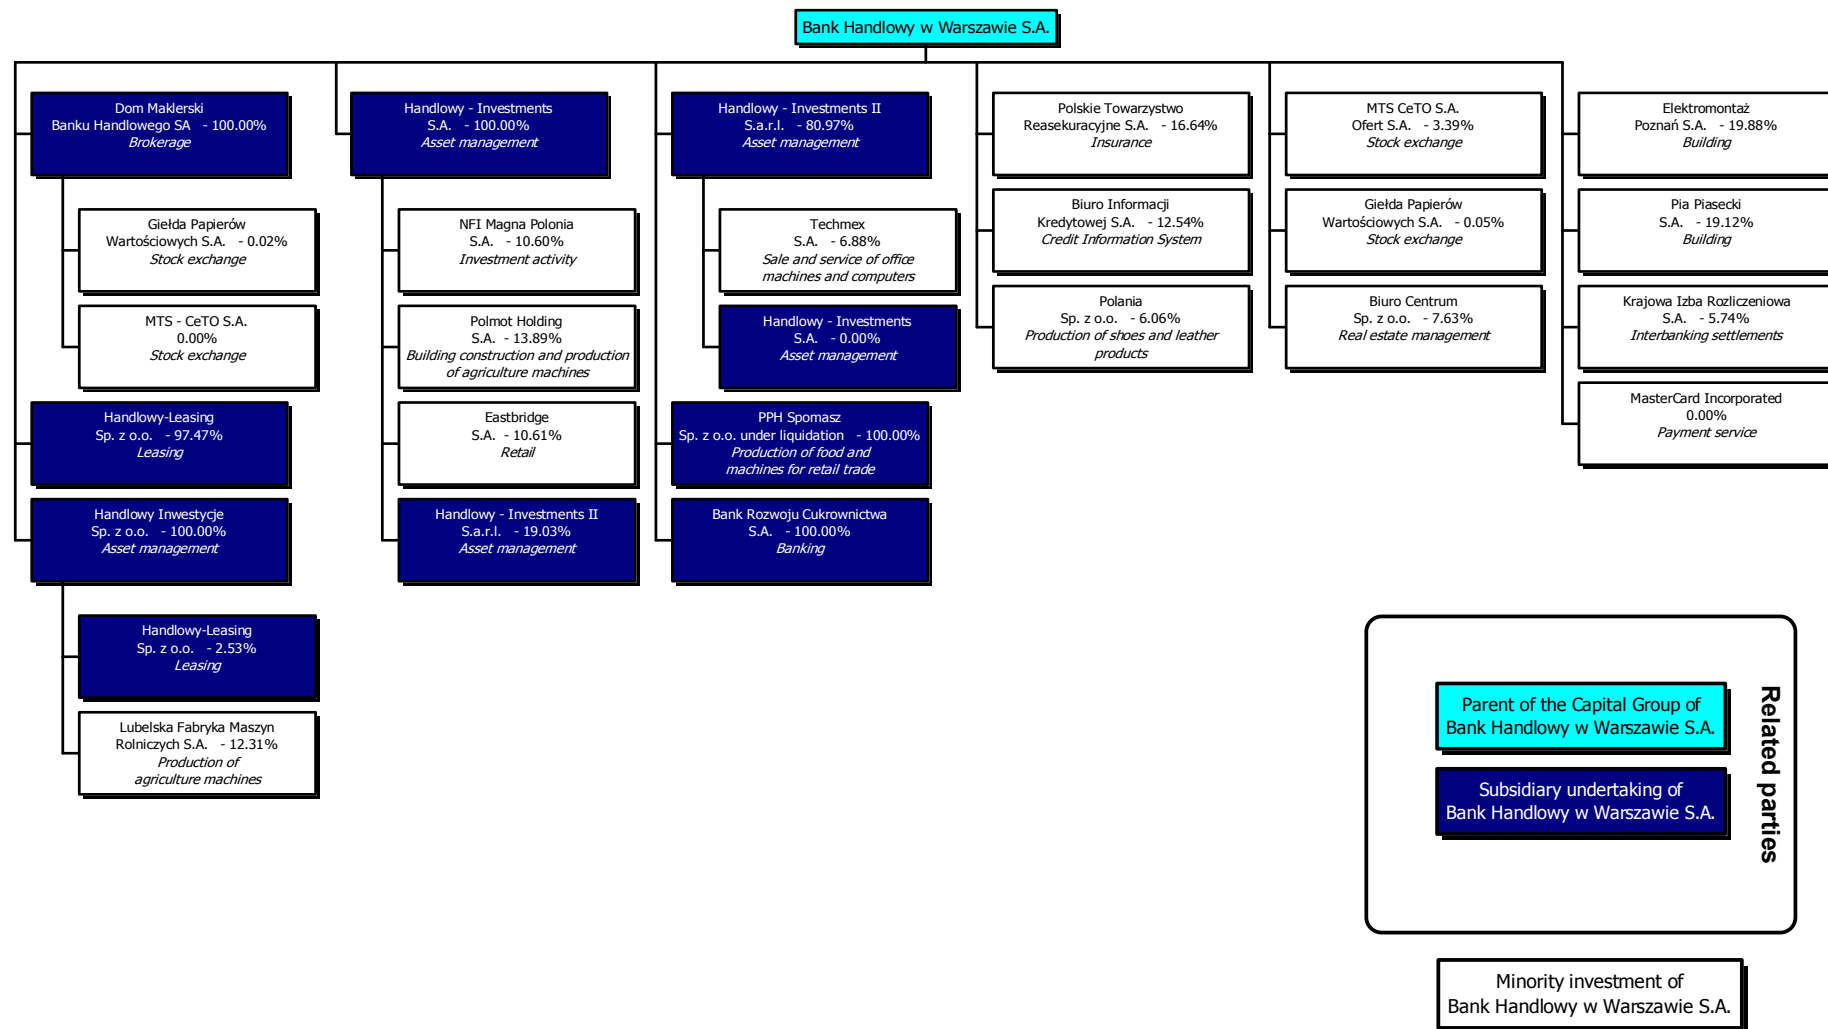 Bank Handlowy w Warszawie S.A.
Dom Maklerski
Banku Handlowego SA - 100.00%
Brokerage
Giełda Papierów
Wartościowych S.A. - 0.02%
Stock exchange
MTS - CeTO S.A.
0.00%
Stock exchange
Handlowy-Leasing
Sp. z o.o. - 97.47%
Leasing
Handlowy Inwestycje
Sp. z o.o. - 100.00%
Asset management
Handlowy-Leasing
Sp. z o.o. - 2.53%
Leasing
Lubelska Fabryka Maszyn
Rolniczych S.A. - 12.31%
Production of
agriculture machines
Handlowy - Investments
S.A. - 100.00%
Asset management
NFI Magna Polonia
S.A. - 10.60%
Investment activity
Polmot Holding
S.A. - 13.89%
Building construction and production
of agriculture machines
Eastbridge
S.A. - 10.61%
Retail
Handlowy - Investments II
S.a.r.l. - 19.03%
Asset management
Handlowy - Investments II
S.a.r.l. - 80.97%
Asset management
Techmex
S.A. - 6.88%
Sale and service of office
machines and computers
Handlowy - Investments
S.A. - 0.00%
Asset management
PPH Spomasz
Sp. z o.o. under liquidation - 100.00%
Production of food and
machines for retail trade
Bank Rozwoju Cukrownictwa
S.A. - 100.00%
Banking
Polskie Towarzystwo
Reasekuracyjne S.A. - 16.64%
Insurance
Biuro Informacji
Kredytowej S.A. - 12.54%
Credit Information System
Polania
Sp. z o.o. - 6.06%
Production of shoes and leather
products
MTS CeTO S.A.
Ofert S.A. - 3.39%
Stock exchange
Giełda Papierów
Wartościowych S.A. - 0.05%
Stock exchange
Biuro Centrum
Sp. z o.o. - 7.63%
Real estate management
Elektromontaż
Poznań S.A. - 19.88%
Building
Pia Piasecki
S.A. - 19.12%
Building
Krajowa Izba Rozliczeniowa
S.A. - 5.74%
Interbanking settlements
MasterCard Incorporated
0.00%
Payment service
Related parties
Parent of the Capital Group of
Bank Handlowy w Warszawie S.A.
Subsidiary undertaking of
Bank Handlowy w Warszawie S.A.
Minority investment of
Bank Handlowy w Warszawie S.A.